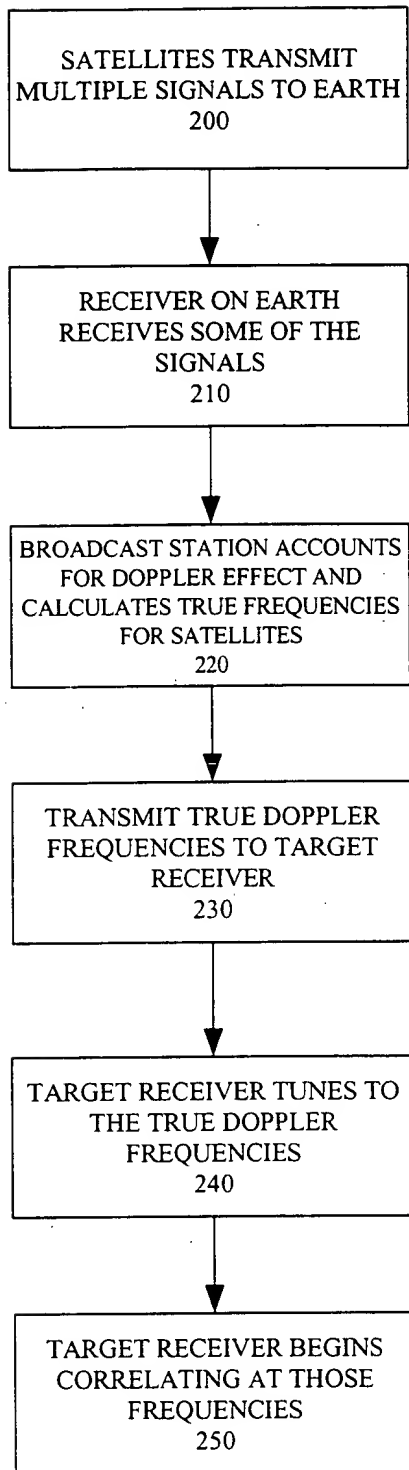 SATELLITES TRANSMIT
MULTIPLE SIGNALS TO EARTH
200
RECEIVER ON EARTH
RECEIVES SOME OF THE
SIGNALS
210
BROADCAST STATION ACCOUNTS
FOR DOPPLER EFFECT AND
CALCULATES TRUE FREQUENCIES
FOR SATELLITES
220
TRANSMIT TRUE DOPPLER
FREQUENCIES TO TARGET
RECEIVER
230
TARGET RECEIVER TUNES TO
THE TRUE DOPPLER
FREQUENCIES
240
TARGET RECEIVER BEGINS
CORRELATING AT THOSE
FREQUENCIES
250